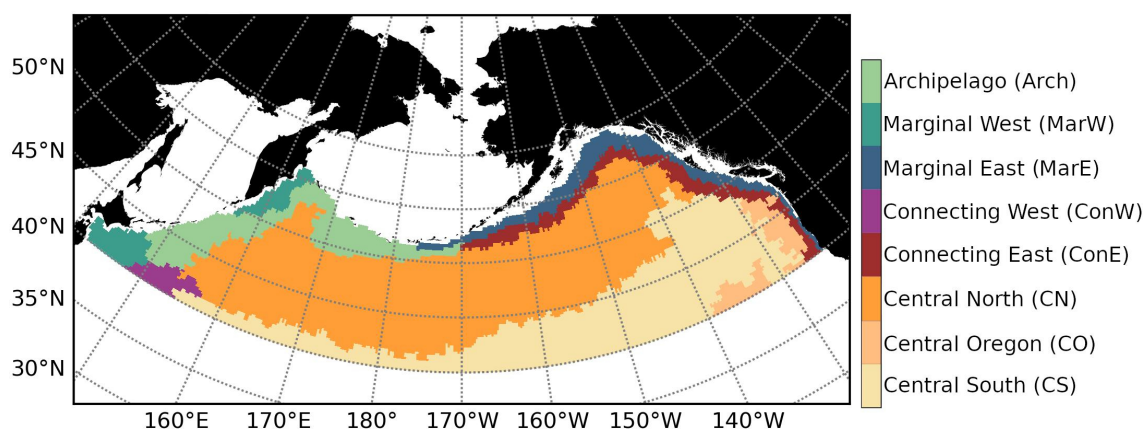 50°N
45°N
40°N
35°N
30°N
160°E 170°E 180° 170°W 160°W 150°W 140°W
Archipelago (Arch)
Marginal West (MarW)
Marginal East (MarE)
Connecting West (ConW)
Connecting East (ConE)
Central North (CN)
Central Oregon (CO)
Central South (CS)